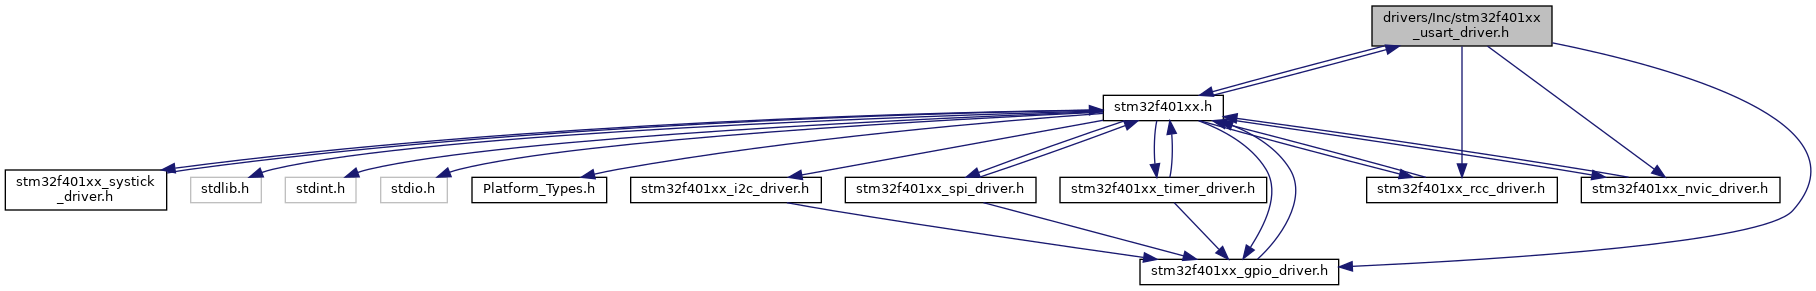 drivers/Inc/stm32f401xx
_usart_driver.h
stm32f401xx.h
stm32f401xx_systick
_driver.h
stdlib.h
stdint.h
stdio.h
Platform_Types.h
stm32f401xx_i2c_driver.h
stm32f401xx_spi_driver.h
stm32f401xx_timer_driver.h
stm32f401xx_rcc_driver.h
stm32f401xx_nvic_driver.h
stm32f401xx_gpio_driver.h